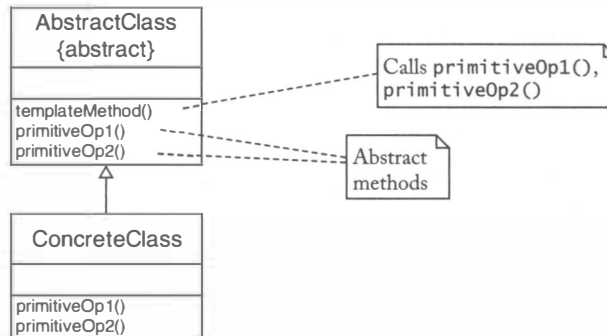 AbstractClass
{abstract}
templateMethod()
primitiveOp1()
primitiveOp2()
Calls primitiveOp1(),
primitiveOp2()
Abstract
methods
ConcreteClass
primitiveOp1()
primitiveOp2()